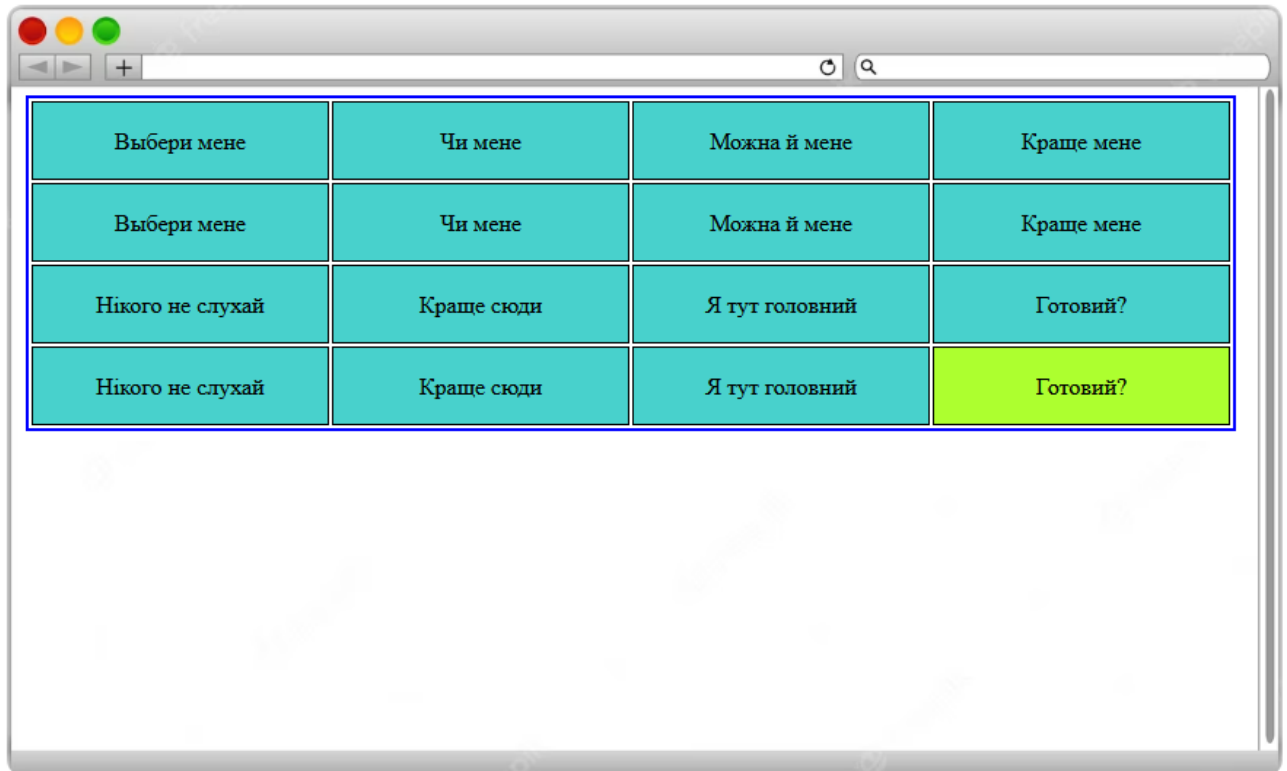 Выбери мене Чи мене Можна й мене Краще мене
Выбери мене Чи мене Можна й мене Краще мене
Нікого не слухай Краще сюди Я тут головний Готовий?
Нікого не слухай Краще сюди Я тут головний Готовий?